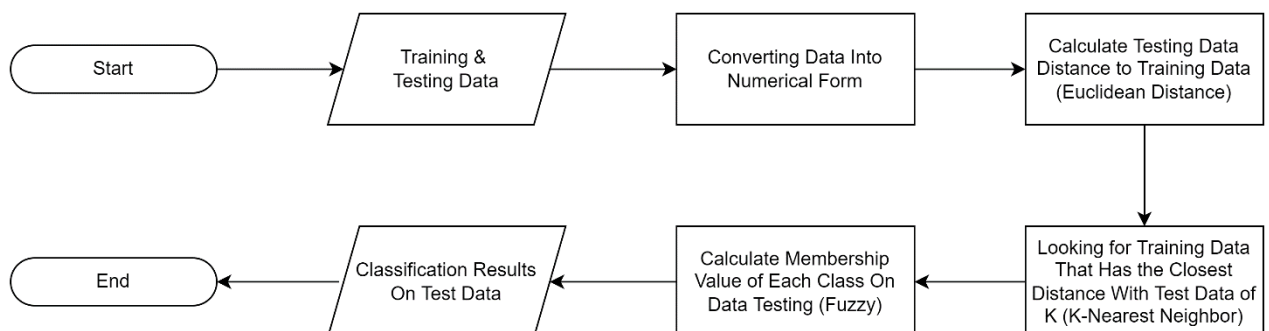 Start
Training &
Testing Data
Converting Data Into
Numerical Form
Calculate Testing Data
Distance to Training Data
(Euclidean Distance)
Looking for Training Data
That Has the Closest
Distance With Test Data of
K (K-Nearest Neighbor)
Calculate Membership
Value of Each Class On
Data Testing (Fuzzy)
Classification Results
On Test Data
End